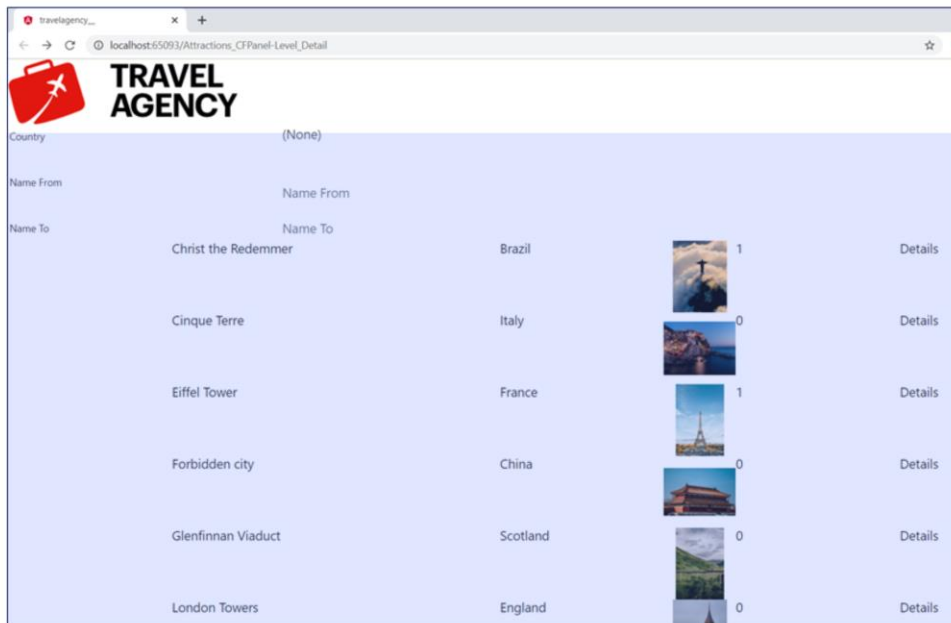 travelagency_
localhost:65093/Attractions_CFPanel-Level_Detail
TRAVEL
AGENCY
Country (None)
Name From Name From
Name To Name To
Christ the Redemmer Brazil 1 Details
Cinque Terre Italy 0 Details
Eiffel Tower France 1 Details
Forbidden city China 0 Details
Glenfinnan Viaduct Scotland 0 Details
London Towers England 0 Details